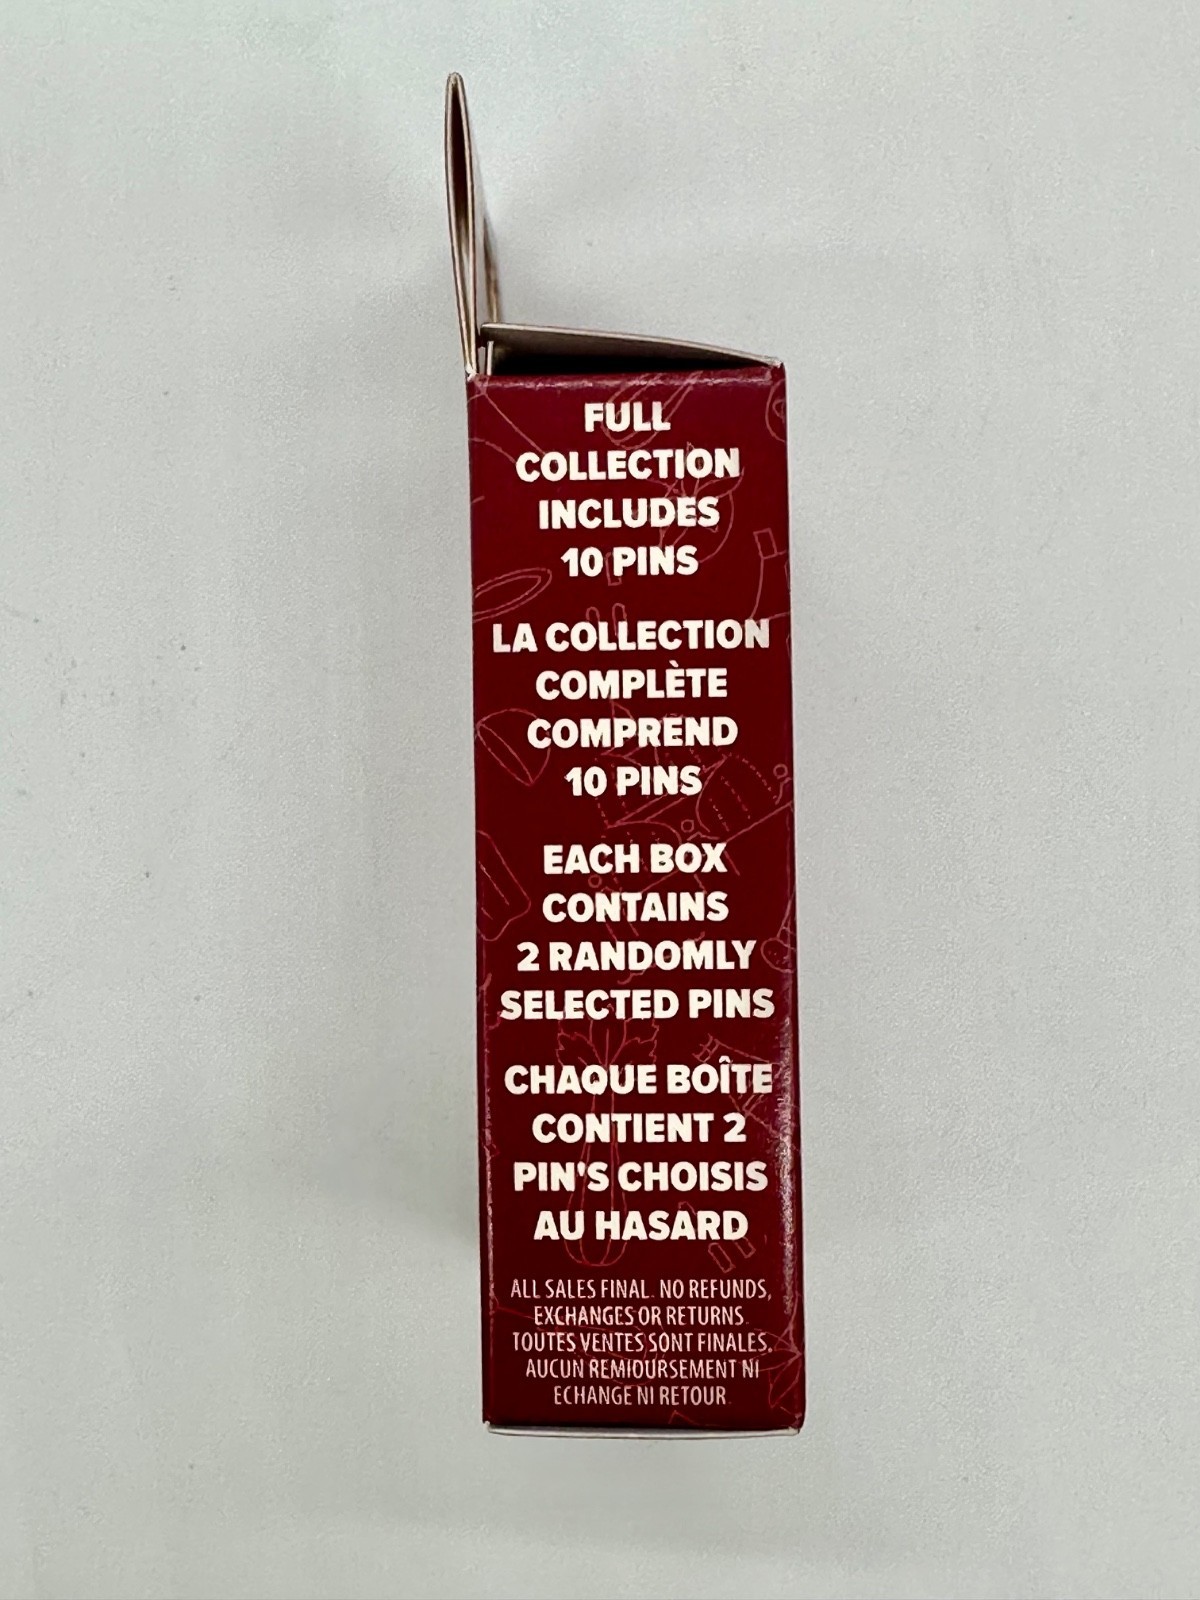 FULL
COLLECTION
INCLUDES
10 PINS
LA COLLECTION
COMPLÈTE
COMPREND
10 PINS
EACH BOX
CONTAINS
2 RANDOMLY
SELECTED PINS
CHAQUE BOÎTE
CONTIENT 2
PIN'S CHOISIS
AU HASARD
ALL SALES FINAL. NO REFUNDS,
EXCHANGES OR RETURNS.
TOUTES VENTES SONT FINALES.
AUCUN REMIDURSEMENT NI
ECHANGE NI RETOUR.